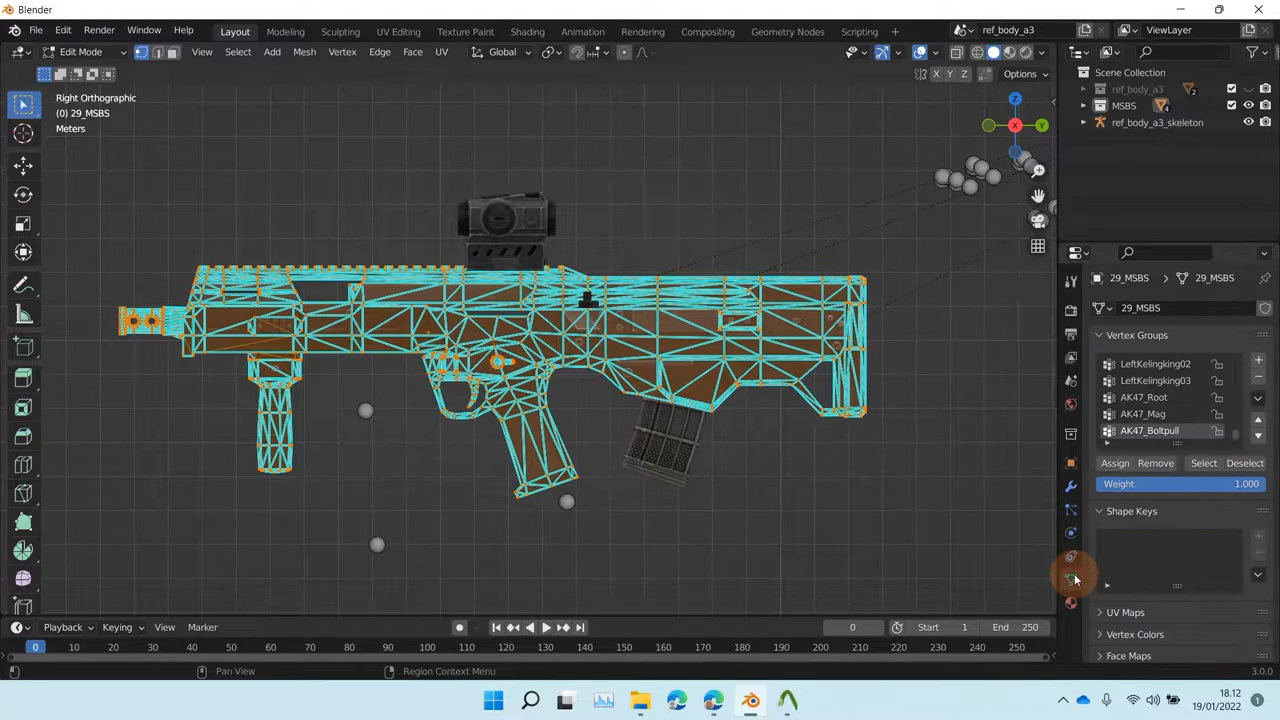 Blender
File Edit Render Window Help Layout Modeling Sculpting UV Editing Texture Paint Shading Animation Rendering Compositing Geometry Nodes Scripting + ref_body_a3 ViewLayer
Edit Mode View Select Add Mesh Vertex Edge Face UV Global
X Y Z Options
Right Orthographic
(0) 29_MSBS
Meters
Z
X
Y
Scene Collection
ref_body_a3 2
MSBS 4
ref_body_a3_skeleton
29_MSBS 29_MSBS
29_MSBS
Vertex Groups
LeftKelingking02
LeftKelingking03
AK47_Root
AK47_Mag
AK47_Boltpull
Assign Remove Select Deselect
Weight 1.000
Shape Keys
UV Maps
Vertex Colors
Face Maps
Playback Keying View Marker 0 Start 1 End 250
0 10 20 30 40 50 60 70 80 90 100 110 120 130 140 150 160 170 180 190 200 210 220 230 240 250
Pan View Region Context Menu 3.0.0
18.12
19/01/2022
1